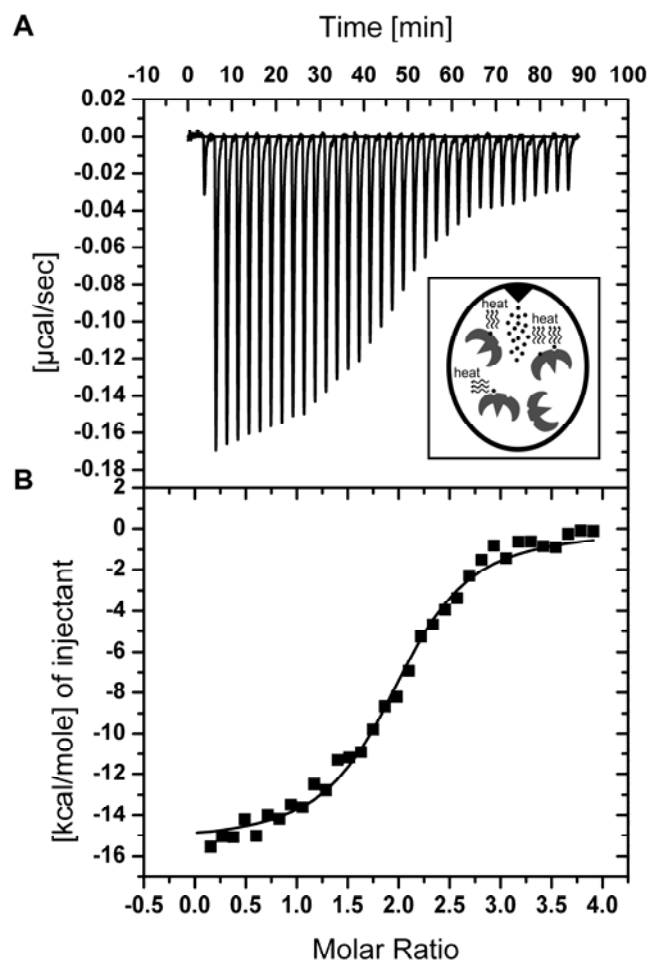 A
Time [min]
-10 0 10 20 30 40 50 60 70 80 90 100
0.02
0.00
-0.02
-0.04
-0.06
-0.08
-0.10
-0.12
-0.14
-0.16
-0.18
[µcal/sec]
heat
heat
heat
B
2
0
-2
-4
-6
-8
-10
-12
-14
-16
[kcal/mole] of injectant
-0.5 0.0 0.5 1.0 1.5 2.0 2.5 3.0 3.5 4.0
Molar Ratio